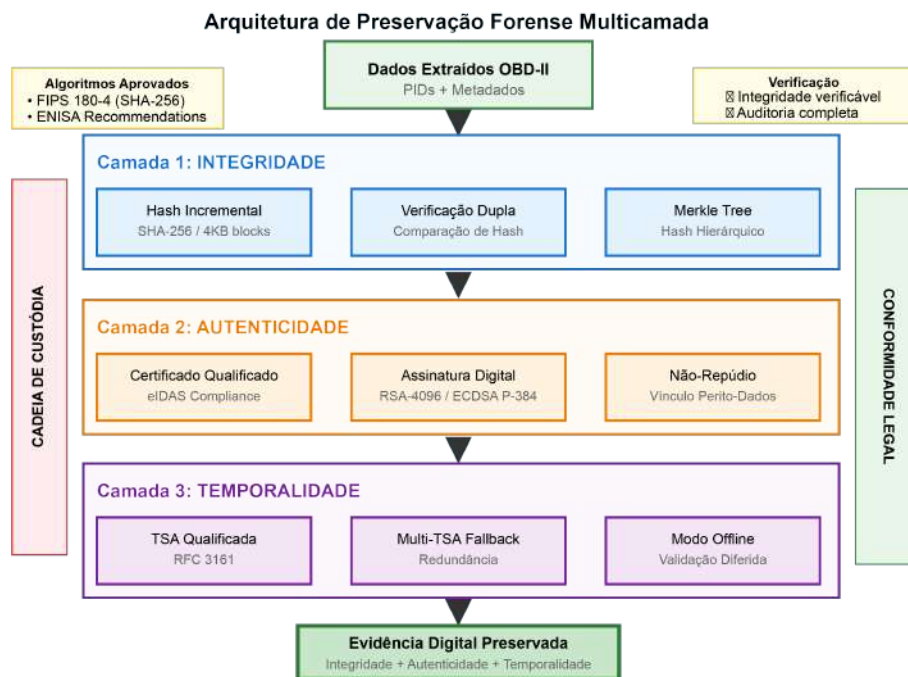 Arquitetura de Preservação Forense Multicamada
Dados Extraídos OBD-II
PIDs + Metadados
Algoritmos Aprovados
• FIPS 180-4 (SHA-256)
• ENISA Recommendations
Verificação
Integridade verificável
Auditoria completa
CADEIA DE CUSTÓDIA
Camada 1: INTEGRIDADE
Hash Incremental
SHA-256 / 4KB blocks
Verificação Dupla
Comparação de Hash
Merkle Tree
Hash Hierárquico
Camada 2: AUTENTICIDADE
Certificado Qualificado
eIDAS Compliance
Assinatura Digital
RSA-4096 / ECDSA P-384
Não-Repúdio
Vínculo Perito-Dados
Camada 3: TEMPORALIDADE
TSA Qualificada
RFC 3161
Multi-TSA Fallback
Redundância
Modo Offline
Validação Diferida
CONFORMIDADE LEGAL
Evidência Digital Preservada
Integridade + Autenticidade + Temporalidade